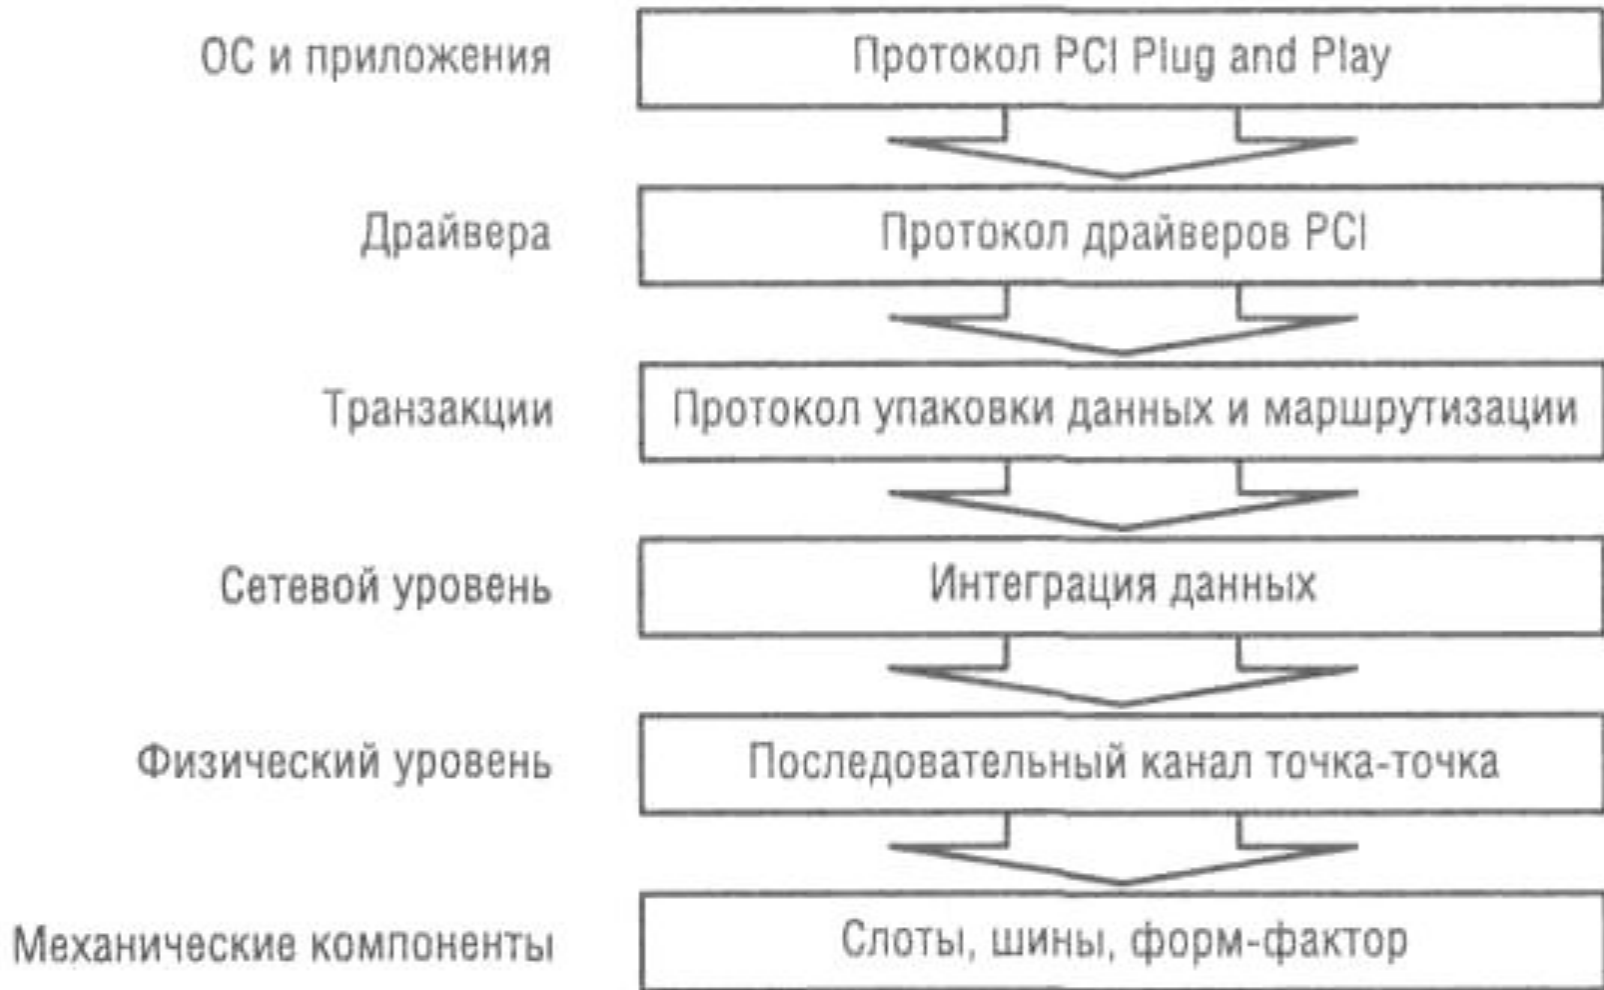 ОС и приложения
Протокол PCI Plug and Play
Драйвера
Протокол драйверов PCI
Транзакции
Протокол упаковки данных и маршрутизации
Сетевой уровень
Интеграция данных
Физический уровень
Последовательный канал точка-точка
Механические компоненты
Слоты, шины, форм-фактор